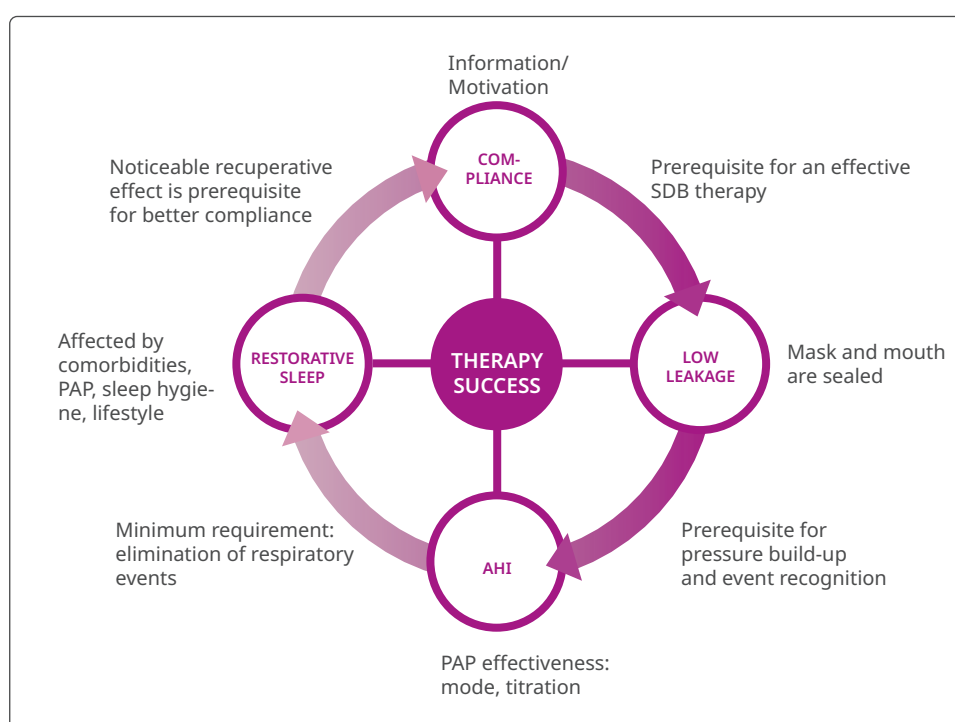 Information/
Motivation
COM-
PLIANCE
Noticeable recuperative
effect is prerequisite
for better compliance
Prerequisite for an effective
SDB therapy
Affected by
comorbidities,
PAP, sleep hygie-
ne, lifestyle
RESTORATIVE
SLEEP
THERAPY
SUCCESS
LOW
LEAKAGE
Mask and mouth
are sealed
Minimum requirement:
elimination of respiratory
events
AHI
Prerequisite for
pressure build-up
and event recognition
PAP effectiveness:
mode, titration